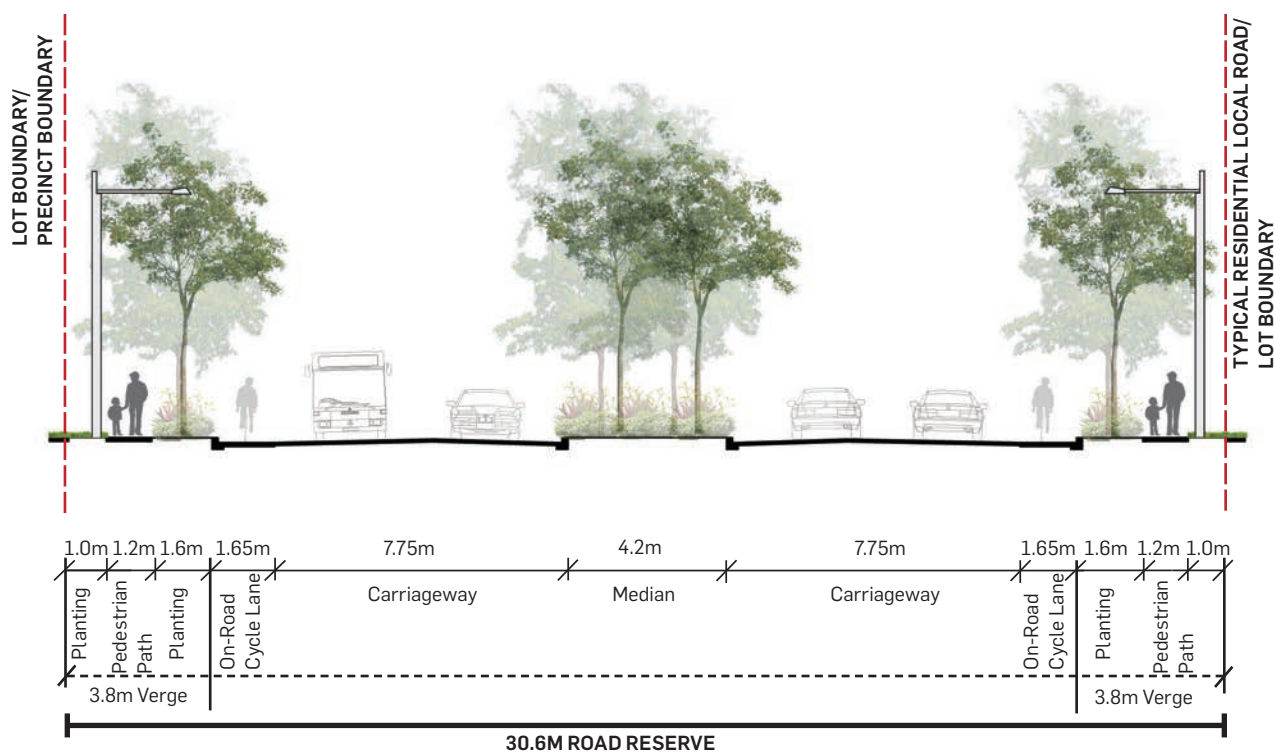 LOT BOUNDARY/
PRECINCT BOUNDARY
TYPICAL RESIDENTIAL LOCAL ROAD/
LOT BOUNDARY
1.0m 1.2m 1.6m 1.65m 7.75m 4.2m 7.75m 1.65m 1.6m 1.2m 1.0m
Planting
Pedestrian
Path
Planting
On-Road
Cycle Lane
Carriageway
Median
Carriageway
On-Road
Cycle Lane
Planting
Pedestrian
Path
3.8m Verge
3.8m Verge
30.6M ROAD RESERVE